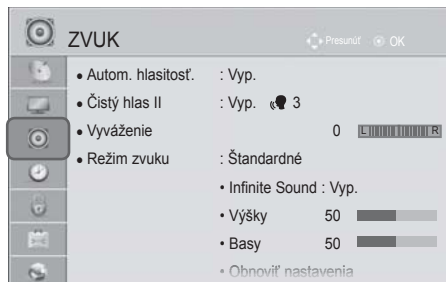 ZVUK
Presunúť OK
• Autom. hlasitosť. : Vyp.
• Čistý hlas II : Vyp. 3
• Vyváženie 0 L R
• Režim zvuku : Štandardné
• Infinite Sound : Vyp.
• Výšky 50
• Basy 50
• Obnoviť nastavenia